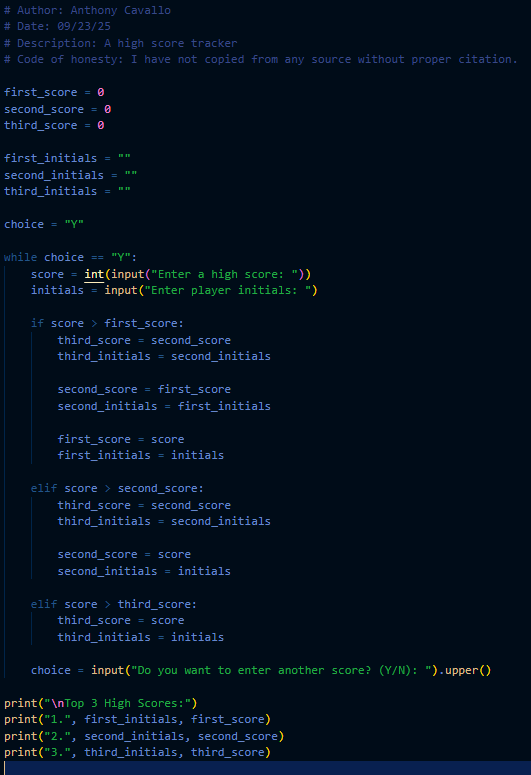 # Author: Anthony Cavallo
# Date: 09/23/25
# Description: A high score tracker
# Code of honesty: I have not copied from any source without proper citation.

first_score = 0
second_score = 0
third_score = 0

first_initials = ""
second_initials = ""
third_initials = ""

choice = "Y"

while choice == "Y":
    score = int(input("Enter a high score: "))
    initials = input("Enter player initials: ")

    if score > first_score:
        third_score = second_score
        third_initials = second_initials

        second_score = first_score
        second_initials = first_initials

        first_score = score
        first_initials = initials

    elif score > second_score:
        third_score = second_score
        third_initials = second_initials

        second_score = score
        second_initials = initials

    elif score > third_score:
        third_score = score
        third_initials = initials

    choice = input("Do you want to enter another score? (Y/N): ").upper()

print("\nTop 3 High Scores:")
print("1.", first_initials, first_score)
print("2.", second_initials, second_score)
print("3.", third_initials, third_score)